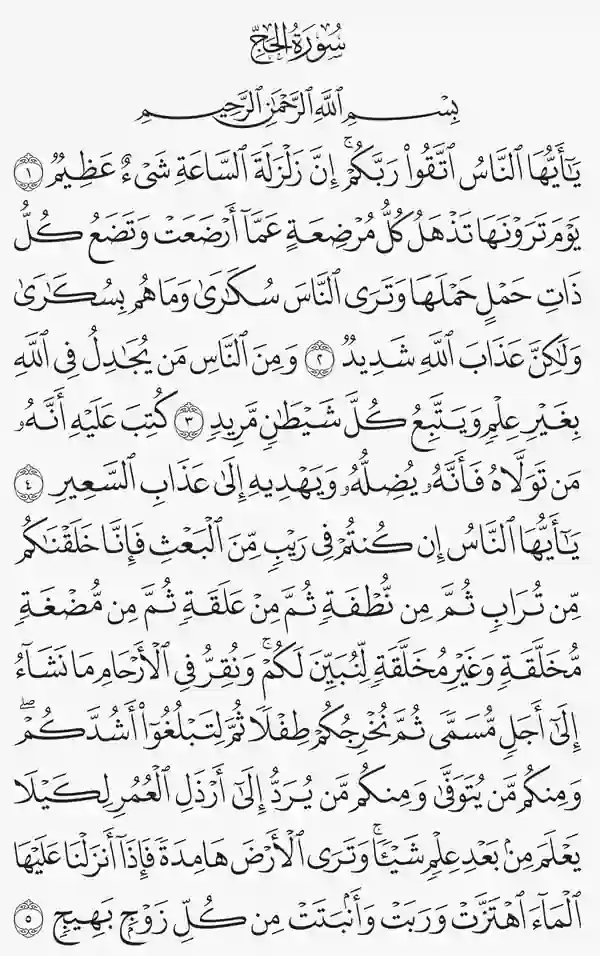 سُورَةُ الحَجِّ
بِسْمِ ٱللَّهِ ٱلرَّحْمَٰنِ ٱلرَّحِيمِ
يَٰٓأَيُّهَا ٱلنَّاسُ ٱتَّقُوا۟ رَبَّكُمْ ۚ إِنَّ زَلْزَلَةَ ٱلسَّاعَةِ شَىْءٌ عَظِيمٌ ١
يَوْمَ تَرَوْنَهَا تَذْهَلُ كُلُّ مُرْضِعَةٍ عَمَّآ أَرْضَعَتْ وَتَضَعُ كُلُّ
ذَاتِ حَمْلٍ حَمْلَهَا وَتَرَى ٱلنَّاسَ سُكَٰرَىٰ وَمَا هُم بِسُكَٰرَىٰ
وَلَٰكِنَّ عَذَابَ ٱللَّهِ شَدِيدٌ ٢ وَمِنَ ٱلنَّاسِ مَن يُجَٰدِلُ فِى ٱللَّهِ
بِغَيْرِ عِلْمٍ وَيَتَّبِعُ كُلَّ شَيْطَٰنٍ مَّرِيدٍ ٣ كُتِبَ عَلَيْهِ أَنَّهُۥ
مَن تَوَلَّاهُ فَأَنَّهُۥ يُضِلُّهُۥ وَيَهْدِيهِ إِلَىٰ عَذَابِ ٱلسَّعِيرِ ٤
يَٰٓأَيُّهَا ٱلنَّاسُ إِن كُنتُمْ فِى رَيْبٍ مِّنَ ٱلْبَعْثِ فَإِنَّا خَلَقْنَٰكُم
مِّن تُرَابٍ ثُمَّ مِن نُّطْفَةٍ ثُمَّ مِنْ عَلَقَةٍ ثُمَّ مِن مُّضْغَةٍ
مُّخَلَّقَةٍ وَغَيْرِ مُخَلَّقَةٍ لِّنُبَيِّنَ لَكُمْ ۚ وَنُقِرُّ فِى ٱلْأَرْحَامِ مَا نَشَآءُ
إِلَىٰٓ أَجَلٍ مُّسَمًّى ثُمَّ نُخْرِجُكُمْ طِفْلًا ثُمَّ لِتَبْلُغُوٓا۟ أَشُدَّكُمْ ۖ
وَمِنكُم مَّن يُتَوَفَّىٰ وَمِنكُم مَّن يُرَدُّ إِلَىٰٓ أَرْذَلِ ٱلْعُمُرِ لِكَيْلَا
يَعْلَمَ مِنۢ بَعْدِ عِلْمٍ شَيْـًٔا ۚ وَتَرَى ٱلْأَرْضَ هَامِدَةً فَإِذَآ أَنزَلْنَا عَلَيْهَا
ٱلْمَآءَ ٱهْتَزَّتْ وَرَبَتْ وَأَنۢبَتَتْ مِن كُلِّ زَوْجٍۭ بَهِيجٍ ٥